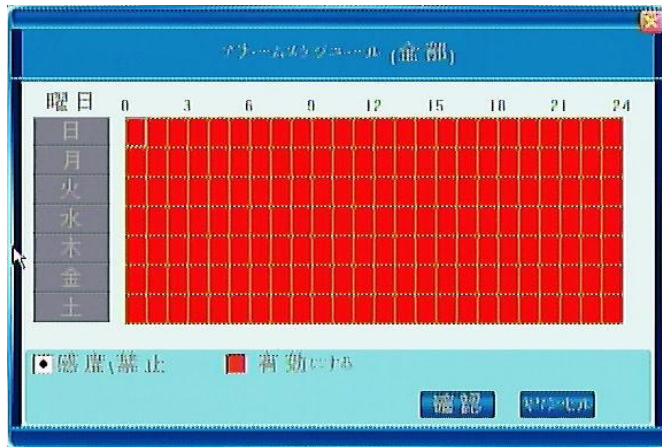 アラームスケジュール (全部)
曜日 0 3 6 9 12 15 18 21 24
日
月
火
水
木
金
土
有効にする
確認 キャンセル